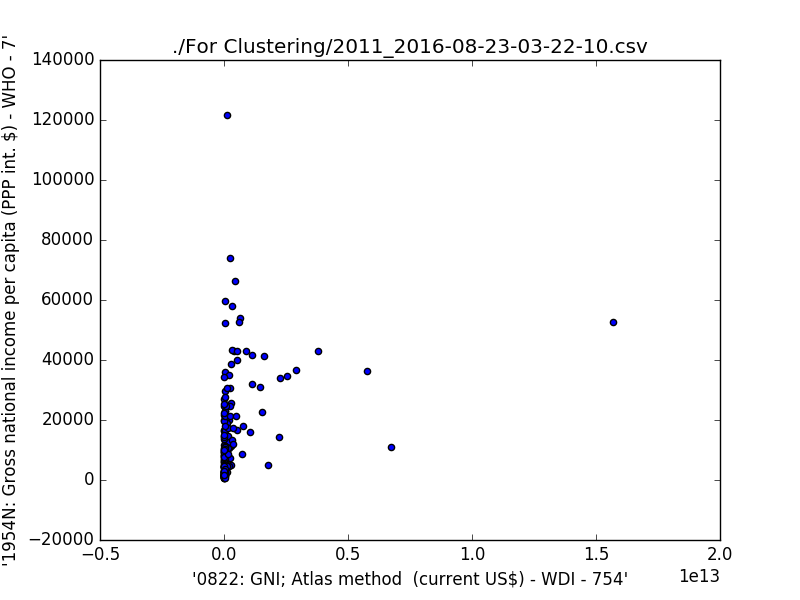 ./For Clustering/2011_2016-08-23-03-22-10.csv
'1954N: Gross national income per capita (PPP int. $) - WHO - 7'
140000
120000
100000
80000
60000
40000
20000
0
−20000
−0.5 0.0 0.5 1.0 1.5 2.0
1e13
'0822: GNI; Atlas method  (current US$) - WDI - 754'